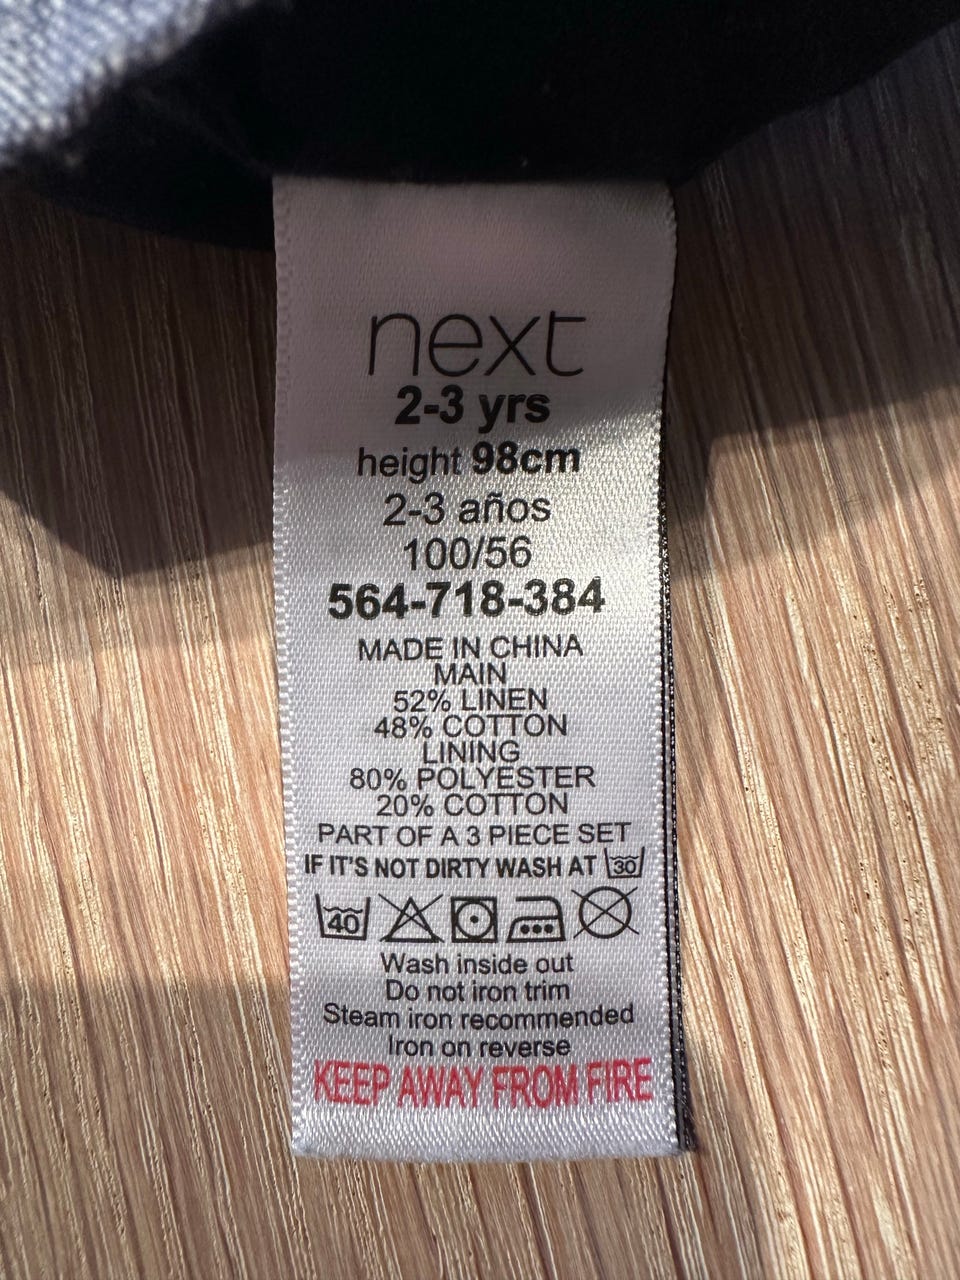 next
2-3 yrs
height 98cm
2-3 años
100/56
564-718-384
MADE IN CHINA
MAIN
52% LINEN
48% COTTON
LINING
80% POLYESTER
20% COTTON
PART OF A 3 PIECE SET
IF IT'S NOT DIRTY WASH AT 30
40
Wash inside out
Do not iron trim
Steam iron recommended
Iron on reverse
KEEP AWAY FROM FIRE